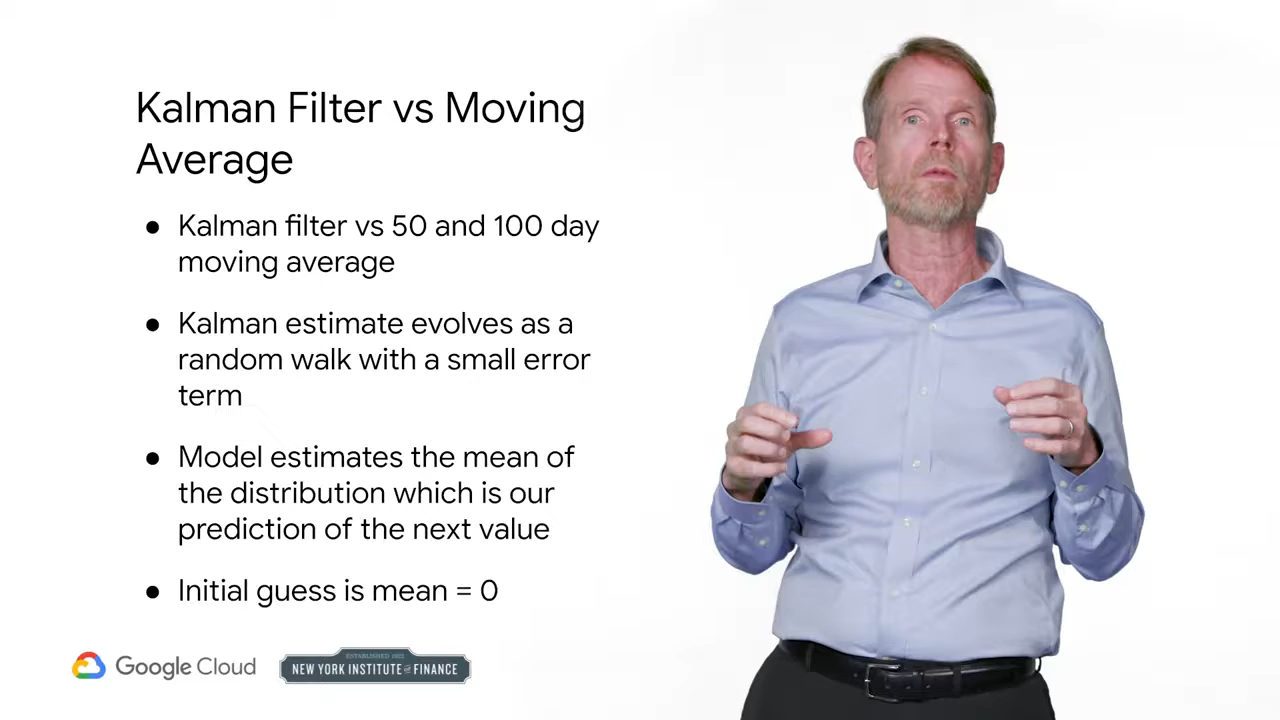 Kalman Filter vs Moving
Average
● Kalman filter vs 50 and 100 day
moving average
● Kalman estimate evolves as a
random walk with a small error
term
● Model estimates the mean of
the distribution which is our
prediction of the next value
● Initial guess is mean = 0
Google Cloud
ESTABLISHED 1922
NEW YORK INSTITUTE OF FINANCE